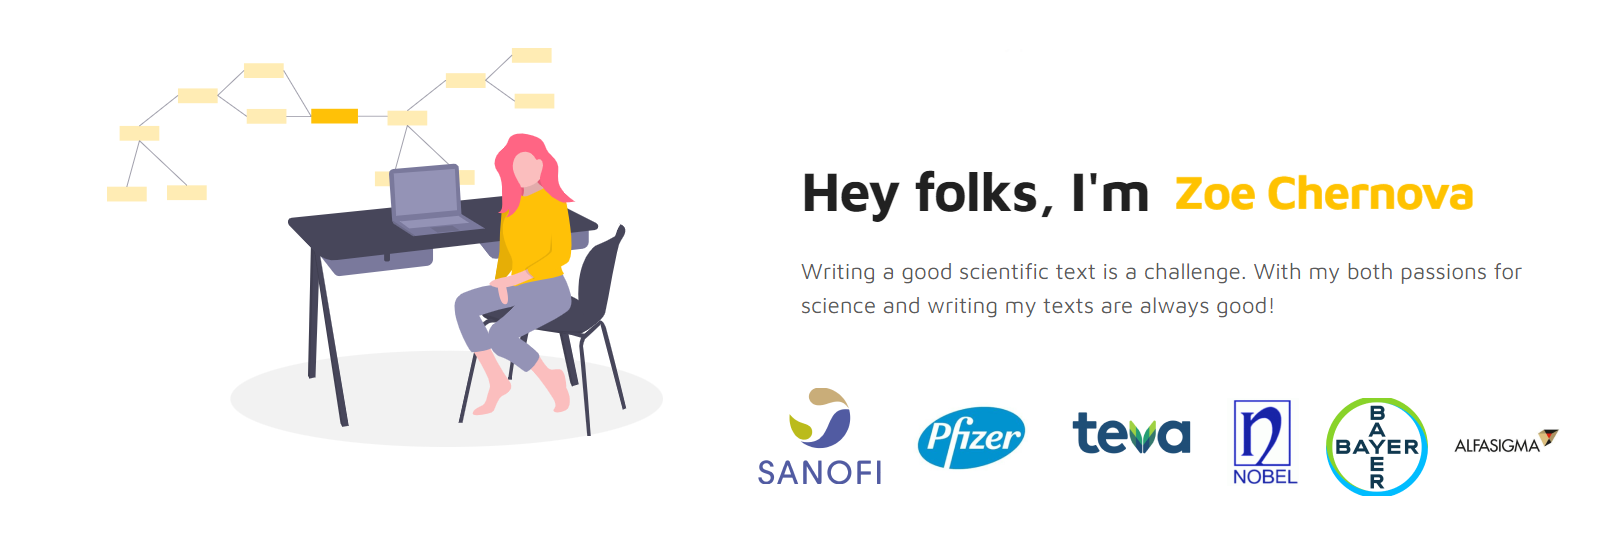 Hey folks, I'm Zoe Chernova
Writing a good scientific text is a challenge. With my both passions for
science and writing my texts are always good!
SANOFI
Pfizer
teva
n
NOBEL
BAYER
BAYER
ALFASIGMA